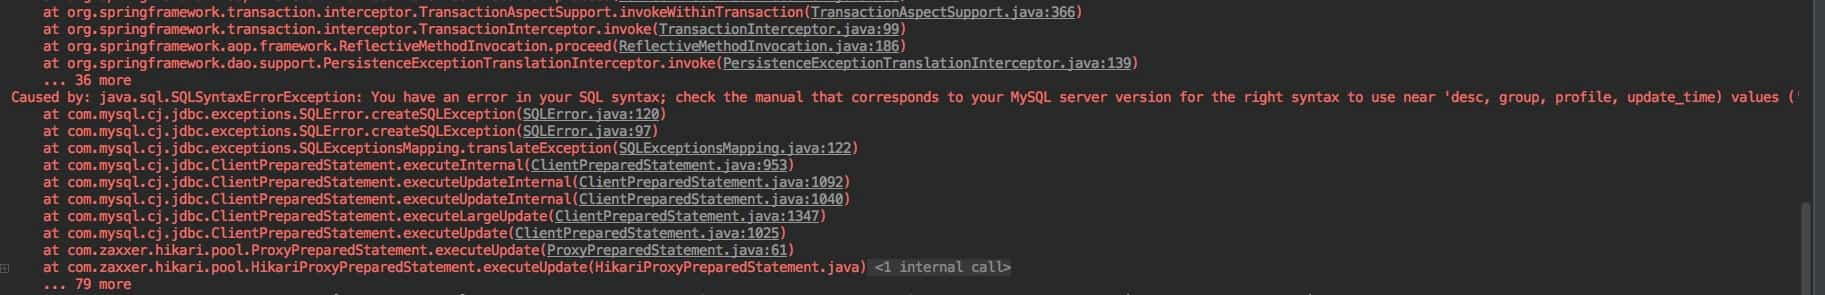 at org.springframework.transaction.interceptor.TransactionAspectSupport.invokeWithinTransaction(TransactionAspectSupport.java:366)
at org.springframework.transaction.interceptor.TransactionInterceptor.invoke(TransactionInterceptor.java:99)
at org.springframework.aop.framework.ReflectiveMethodInvocation.proceed(ReflectiveMethodInvocation.java:186)
at org.springframework.dao.support.PersistenceExceptionTranslationInterceptor.invoke(PersistenceExceptionTranslationInterceptor.java:139)
... 36 more
Caused by: java.sql.SQLSyntaxErrorException: You have an error in your SQL syntax; check the manual that corresponds to your MySQL server version for the right syntax to use near 'desc, group, profile, update_time) values ('
at com.mysql.cj.jdbc.exceptions.SQLError.createSQLException(SQLError.java:120)
at com.mysql.cj.jdbc.exceptions.SQLError.createSQLException(SQLError.java:97)
at com.mysql.cj.jdbc.exceptions.SQLExceptionsMapping.translateException(SQLExceptionsMapping.java:122)
at com.mysql.cj.jdbc.ClientPreparedStatement.executeInternal(ClientPreparedStatement.java:953)
at com.mysql.cj.jdbc.ClientPreparedStatement.executeUpdateInternal(ClientPreparedStatement.java:1092)
at com.mysql.cj.jdbc.ClientPreparedStatement.executeUpdateInternal(ClientPreparedStatement.java:1040)
at com.mysql.cj.jdbc.ClientPreparedStatement.executeLargeUpdate(ClientPreparedStatement.java:1347)
at com.mysql.cj.jdbc.ClientPreparedStatement.executeUpdate(ClientPreparedStatement.java:1025)
at com.zaxxer.hikari.pool.ProxyPreparedStatement.executeUpdate(ProxyPreparedStatement.java:61)
at com.zaxxer.hikari.pool.HikariProxyPreparedStatement.executeUpdate(HikariProxyPreparedStatement.java) <1 internal call>
... 79 more